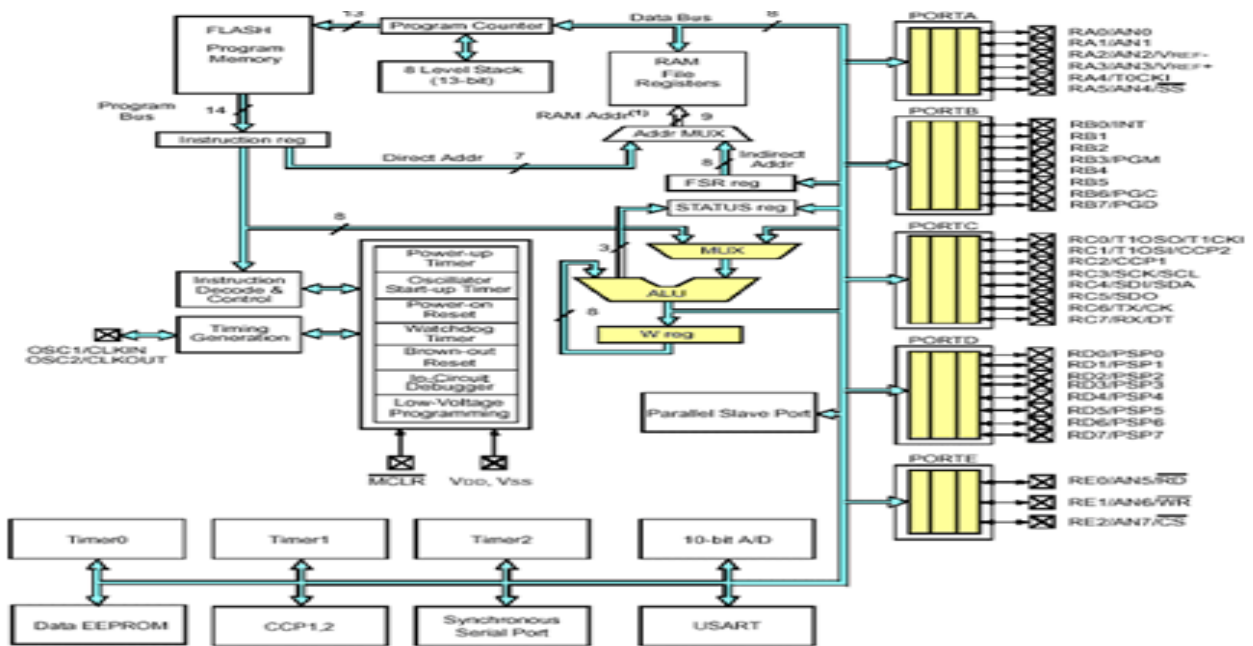 FLASH
Program
Memory
13
Program Counter
8 Level Stack
(13-bit)
Data Bus
8
RAM
File
Registers
Program
Bus
14
Instruction reg
RAM Addr(1)
9
Addr MUX
Direct Addr
7
8
Indirect
Addr
FSR reg
STATUS reg
8
3
MUX
ALU
8
W reg
Power-up
Timer
Oscillator
Start-up Timer
Power-on
Reset
Watchdog
Timer
Brown-out
Reset
In-Circuit
Debugger
Low-Voltage
Programming
Instruction
Decode &
Control
Timing
Generation
OSC1/CLKIN
OSC2/CLKOUT
MCLR
VDD, VSS
Parallel Slave Port
PORTA
RA0/AN0
RA1/AN1
RA2/AN2/VREF-
RA3/AN3/VREF+
RA4/T0CKI
RA5/AN4/SS
PORTB
RB0/INT
RB1
RB2
RB3/PGM
RB4
RB5
RB6/PGC
RB7/PGD
PORTC
RC0/T1OSO/T1CKI
RC1/T1OSI/CCP2
RC2/CCP1
RC3/SCK/SCL
RC4/SDI/SDA
RC5/SDO
RC6/TX/CK
RC7/RX/DT
PORTD
RD0/PSP0
RD1/PSP1
RD2/PSP2
RD3/PSP3
RD4/PSP4
RD5/PSP5
RD6/PSP6
RD7/PSP7
PORTE
RE0/AN5/RD
RE1/AN6/WR
RE2/AN7/CS
Timer0
Timer1
Timer2
10-bit A/D
Data EEPROM
CCP1,2
Synchronous
Serial Port
USART